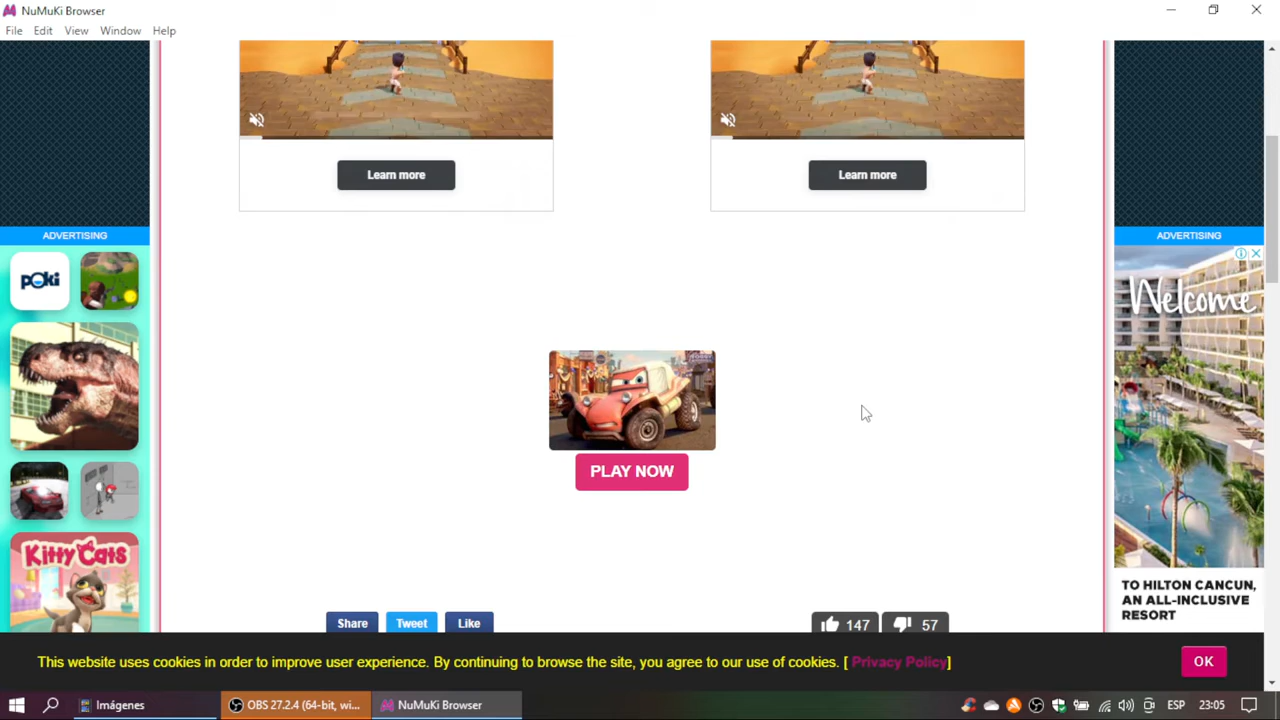 NuMuKi Browser
File Edit View Window Help
Learn more
Learn more
ADVERTISING
ADVERTISING
poki
Welcome
PLAY NOW
KiTTYCATS
TO HILTON CANCUN,
AN ALL-INCLUSIVE
RESORT
Share Tweet Like
147 57
This website uses cookies in order to improve user experience. By continuing to browse the site, you agree to our use of cookies. [ Privacy Policy]
OK
Imágenes
OBS 27.2.4 (64-bit, wi...
NuMuKi Browser
ESP
23:05